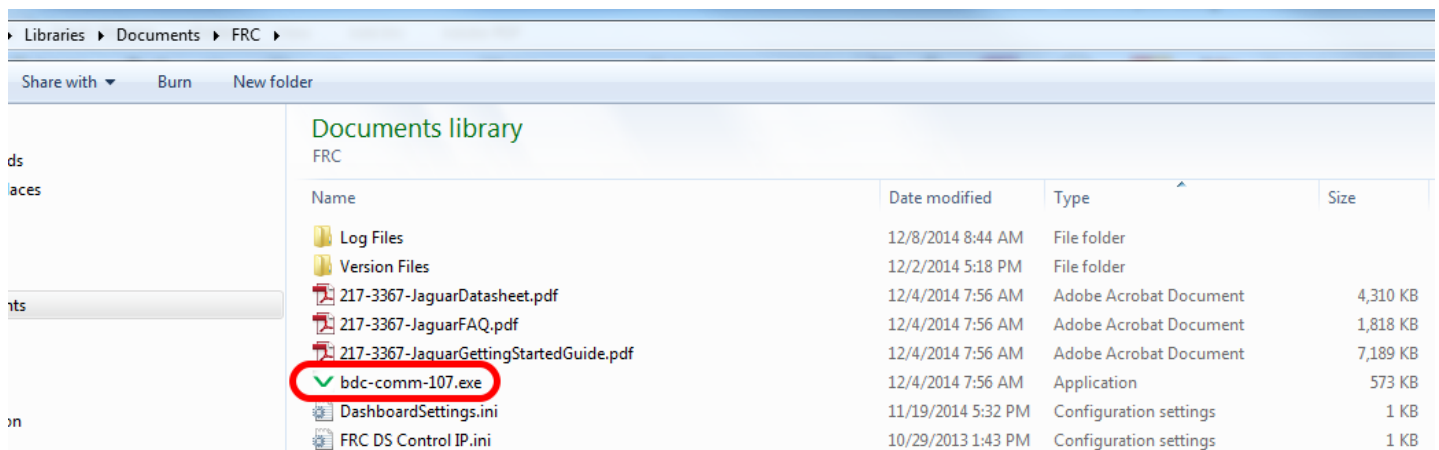 Libraries ▸ Documents ▸ FRC ▸
Share with Burn New folder
Documents library
FRC
ds
laces
nts
on
Name Date modified Type Size
Log Files 12/8/2014 8:44 AM File folder
Version Files 12/2/2014 5:18 PM File folder
217-3367-JaguarDatasheet.pdf 12/4/2014 7:56 AM Adobe Acrobat Document 4,310 KB
217-3367-JaguarFAQ.pdf 12/4/2014 7:56 AM Adobe Acrobat Document 1,818 KB
217-3367-JaguarGettingStartedGuide.pdf 12/4/2014 7:56 AM Adobe Acrobat Document 7,189 KB
bdc-comm-107.exe 12/4/2014 7:56 AM Application 573 KB
DashboardSettings.ini 11/19/2014 5:32 PM Configuration settings 1 KB
FRC DS Control IP.ini 10/29/2013 1:43 PM Configuration settings 1 KB